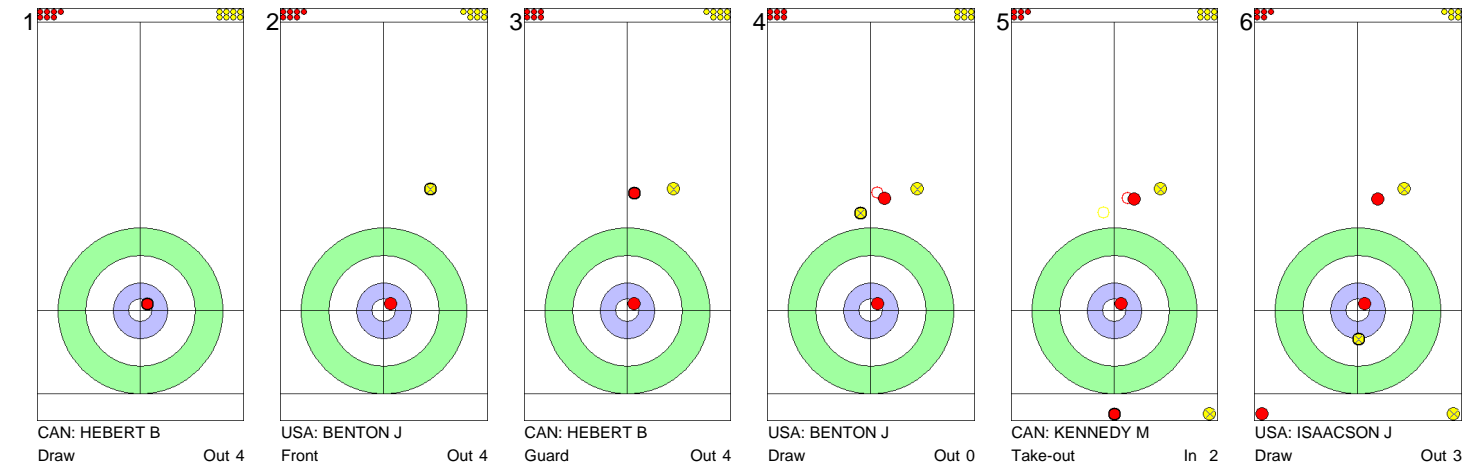 1
CAN: HEBERT B
Draw Out 4
2
USA: BENTON J
Front Out 4
3
CAN: HEBERT B
Guard Out 4
4
USA: BENTON J
Draw Out 0
5
CAN: KENNEDY M
Take-out In 2
6
USA: ISAACSON J
Draw Out 3